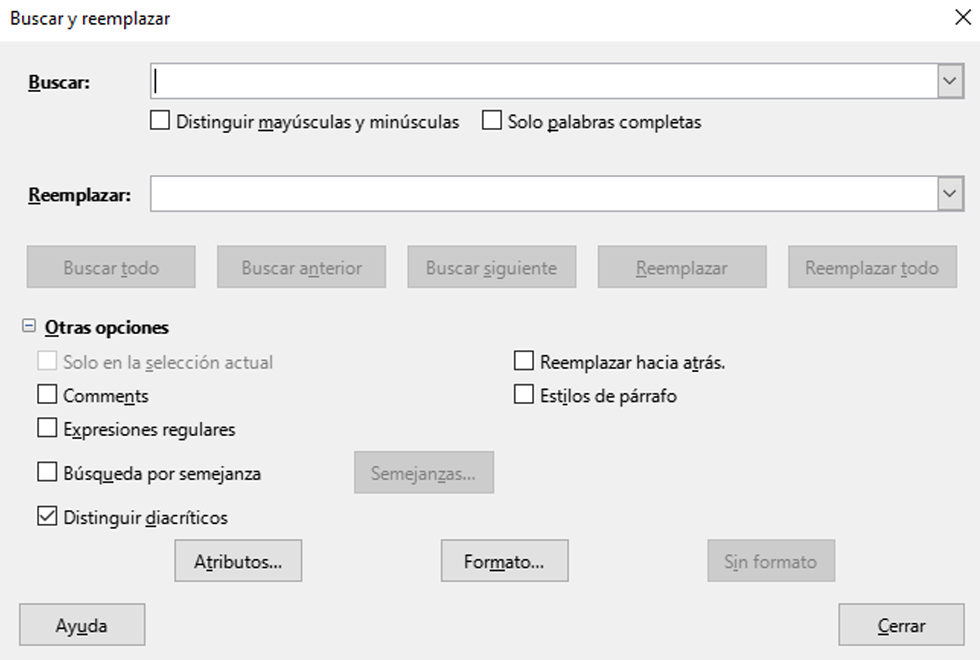 Buscar y reemplazar
Buscar:
Distinguir mayúsculas y minúsculas Solo palabras completas
Reemplazar:
Buscar todo Buscar anterior Buscar siguiente Reemplazar Reemplazar todo
Otras opciones
Solo en la selección actual Reemplazar hacia atrás.
Comments Estilos de párrafo
Expresiones regulares
Búsqueda por semejanza Semejanzas...
Distinguir diacríticos
Atributos... Formato... Sin formato
Ayuda Cerrar